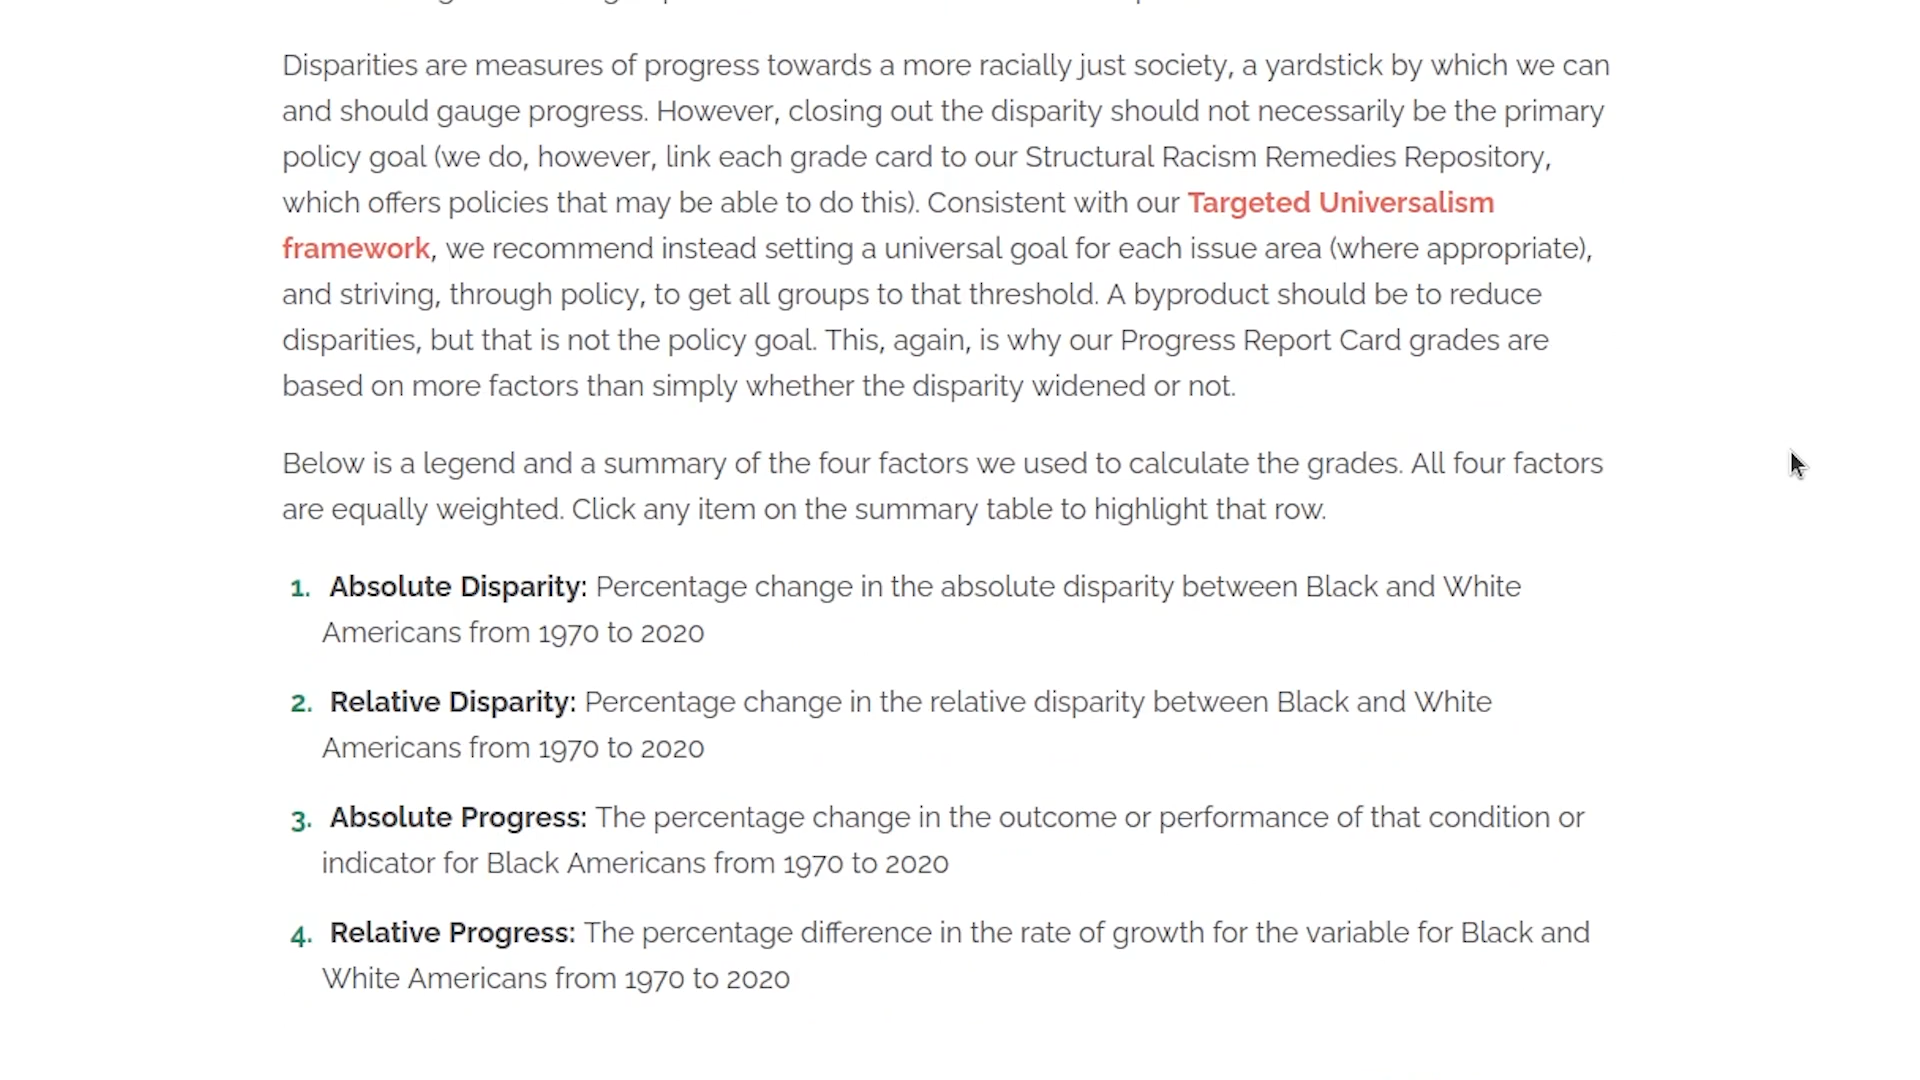 Disparities are measures of progress towards a more racially just society, a yardstick by which we can
and should gauge progress. However, closing out the disparity should not necessarily be the primary
policy goal (we do, however, link each grade card to our Structural Racism Remedies Repository,
which offers policies that may be able to do this). Consistent with our Targeted Universalism
framework, we recommend instead setting a universal goal for each issue area (where appropriate),
and striving, through policy, to get all groups to that threshold. A byproduct should be to reduce
disparities, but that is not the policy goal. This, again, is why our Progress Report Card grades are
based on more factors than simply whether the disparity widened or not.
Below is a legend and a summary of the four factors we used to calculate the grades. All four factors
are equally weighted. Click any item on the summary table to highlight that row.
1. Absolute Disparity: Percentage change in the absolute disparity between Black and White
Americans from 1970 to 2020
2. Relative Disparity: Percentage change in the relative disparity between Black and White
Americans from 1970 to 2020
3. Absolute Progress: The percentage change in the outcome or performance of that condition or
indicator for Black Americans from 1970 to 2020
4. Relative Progress: The percentage difference in the rate of growth for the variable for Black and
White Americans from 1970 to 2020